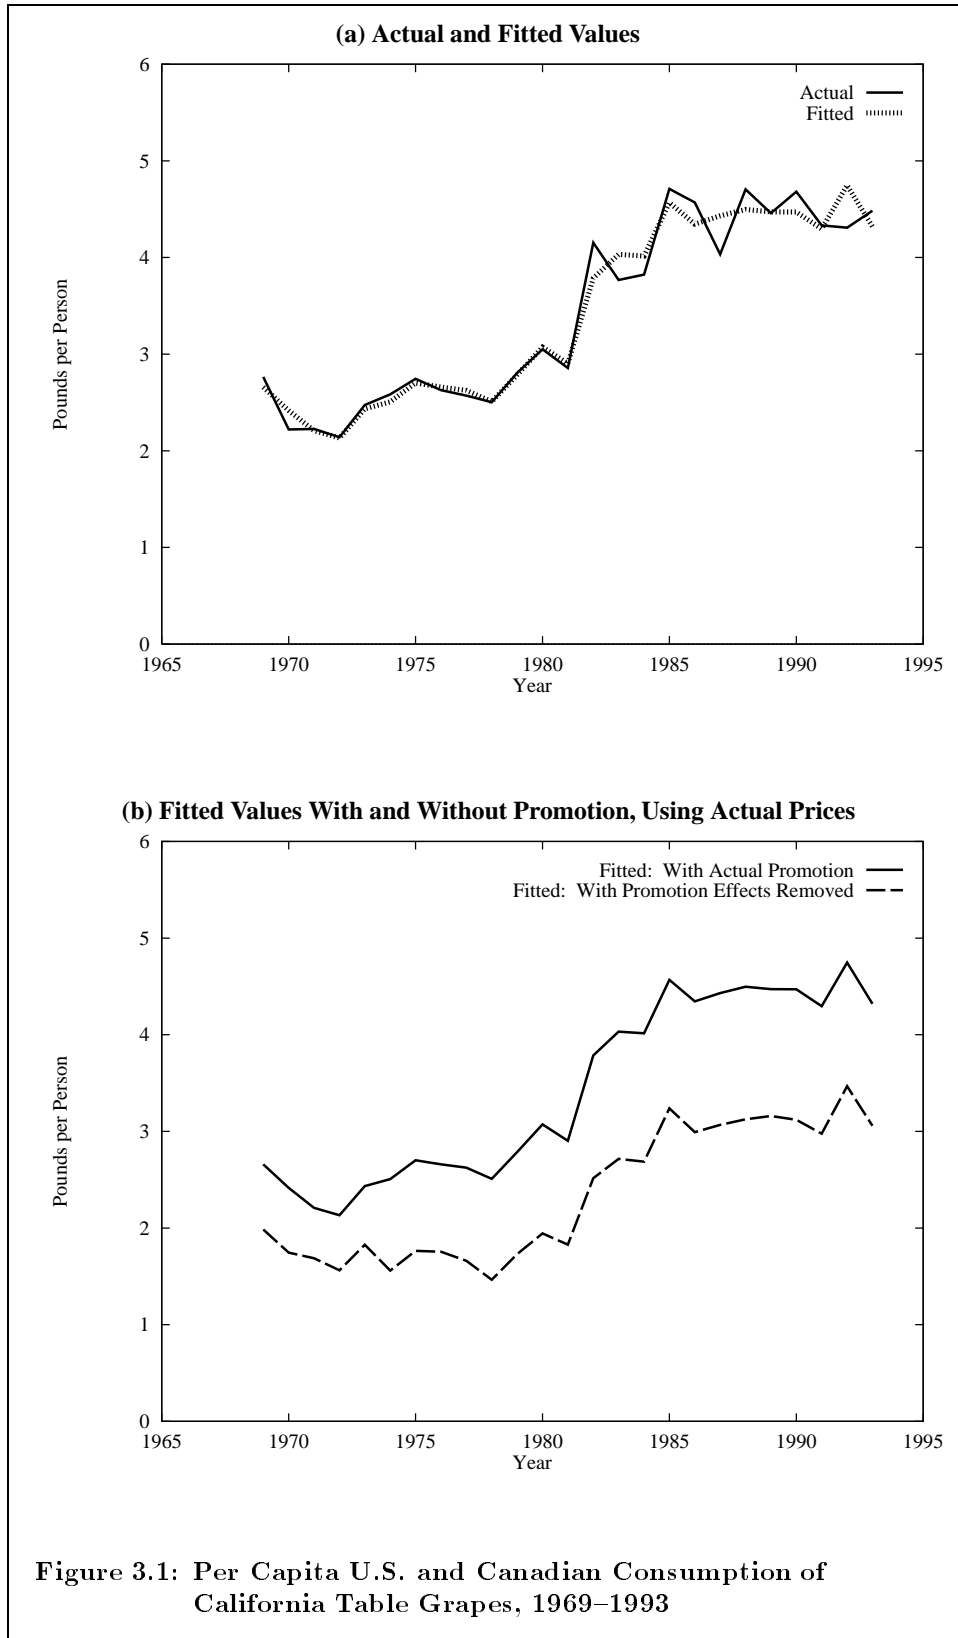 (a) Actual and Fitted Values
6
5
4
3
2
1
0
Pounds per Person
Actual
Fitted
1965 1970 1975 1980 1985 1990 1995
Year
(b) Fitted Values With and Without Promotion, Using Actual Prices
6
5
4
3
2
1
0
Pounds per Person
Fitted: With Actual Promotion
Fitted: With Promotion Effects Removed
1965 1970 1975 1980 1985 1990 1995
Year
Figure 3.1: Per Capita U.S. and Canadian Consumption of
California Table Grapes, 1969–1993